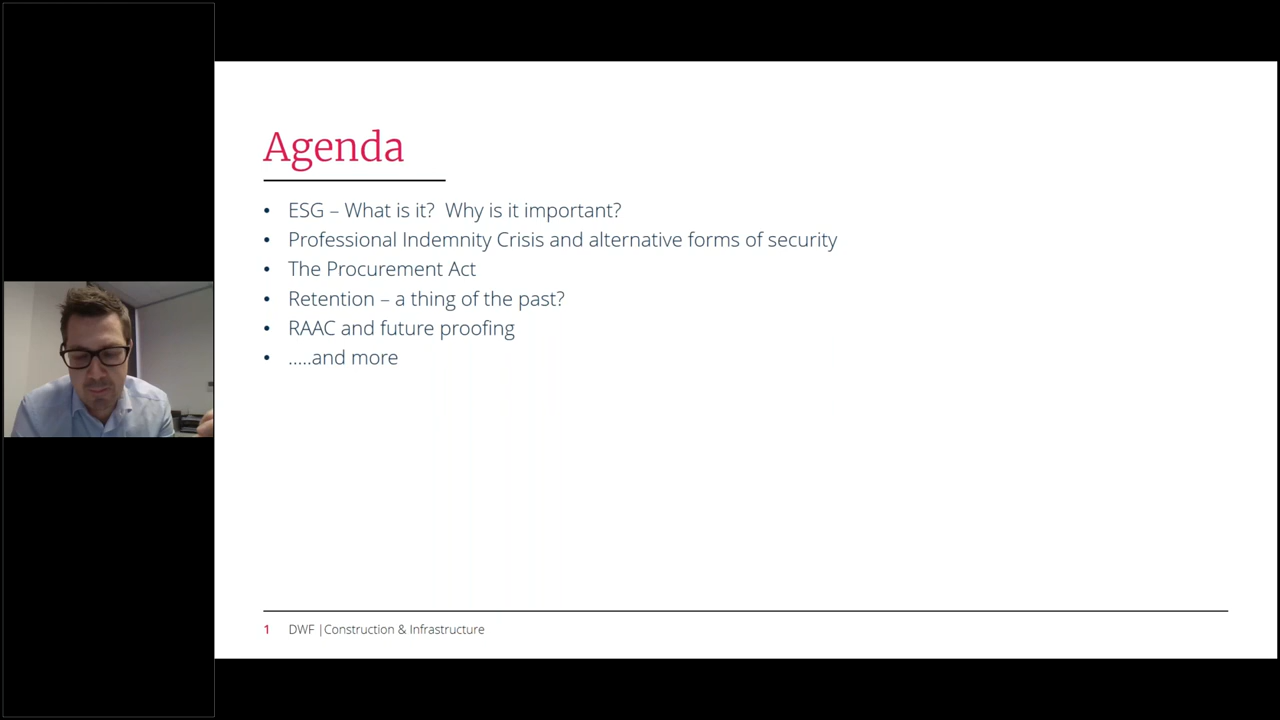 Agenda
• ESG – What is it?  Why is it important?
• Professional Indemnity Crisis and alternative forms of security
• The Procurement Act
• Retention – a thing of the past?
• RAAC and future proofing
• .....and more
1 DWF |Construction & Infrastructure